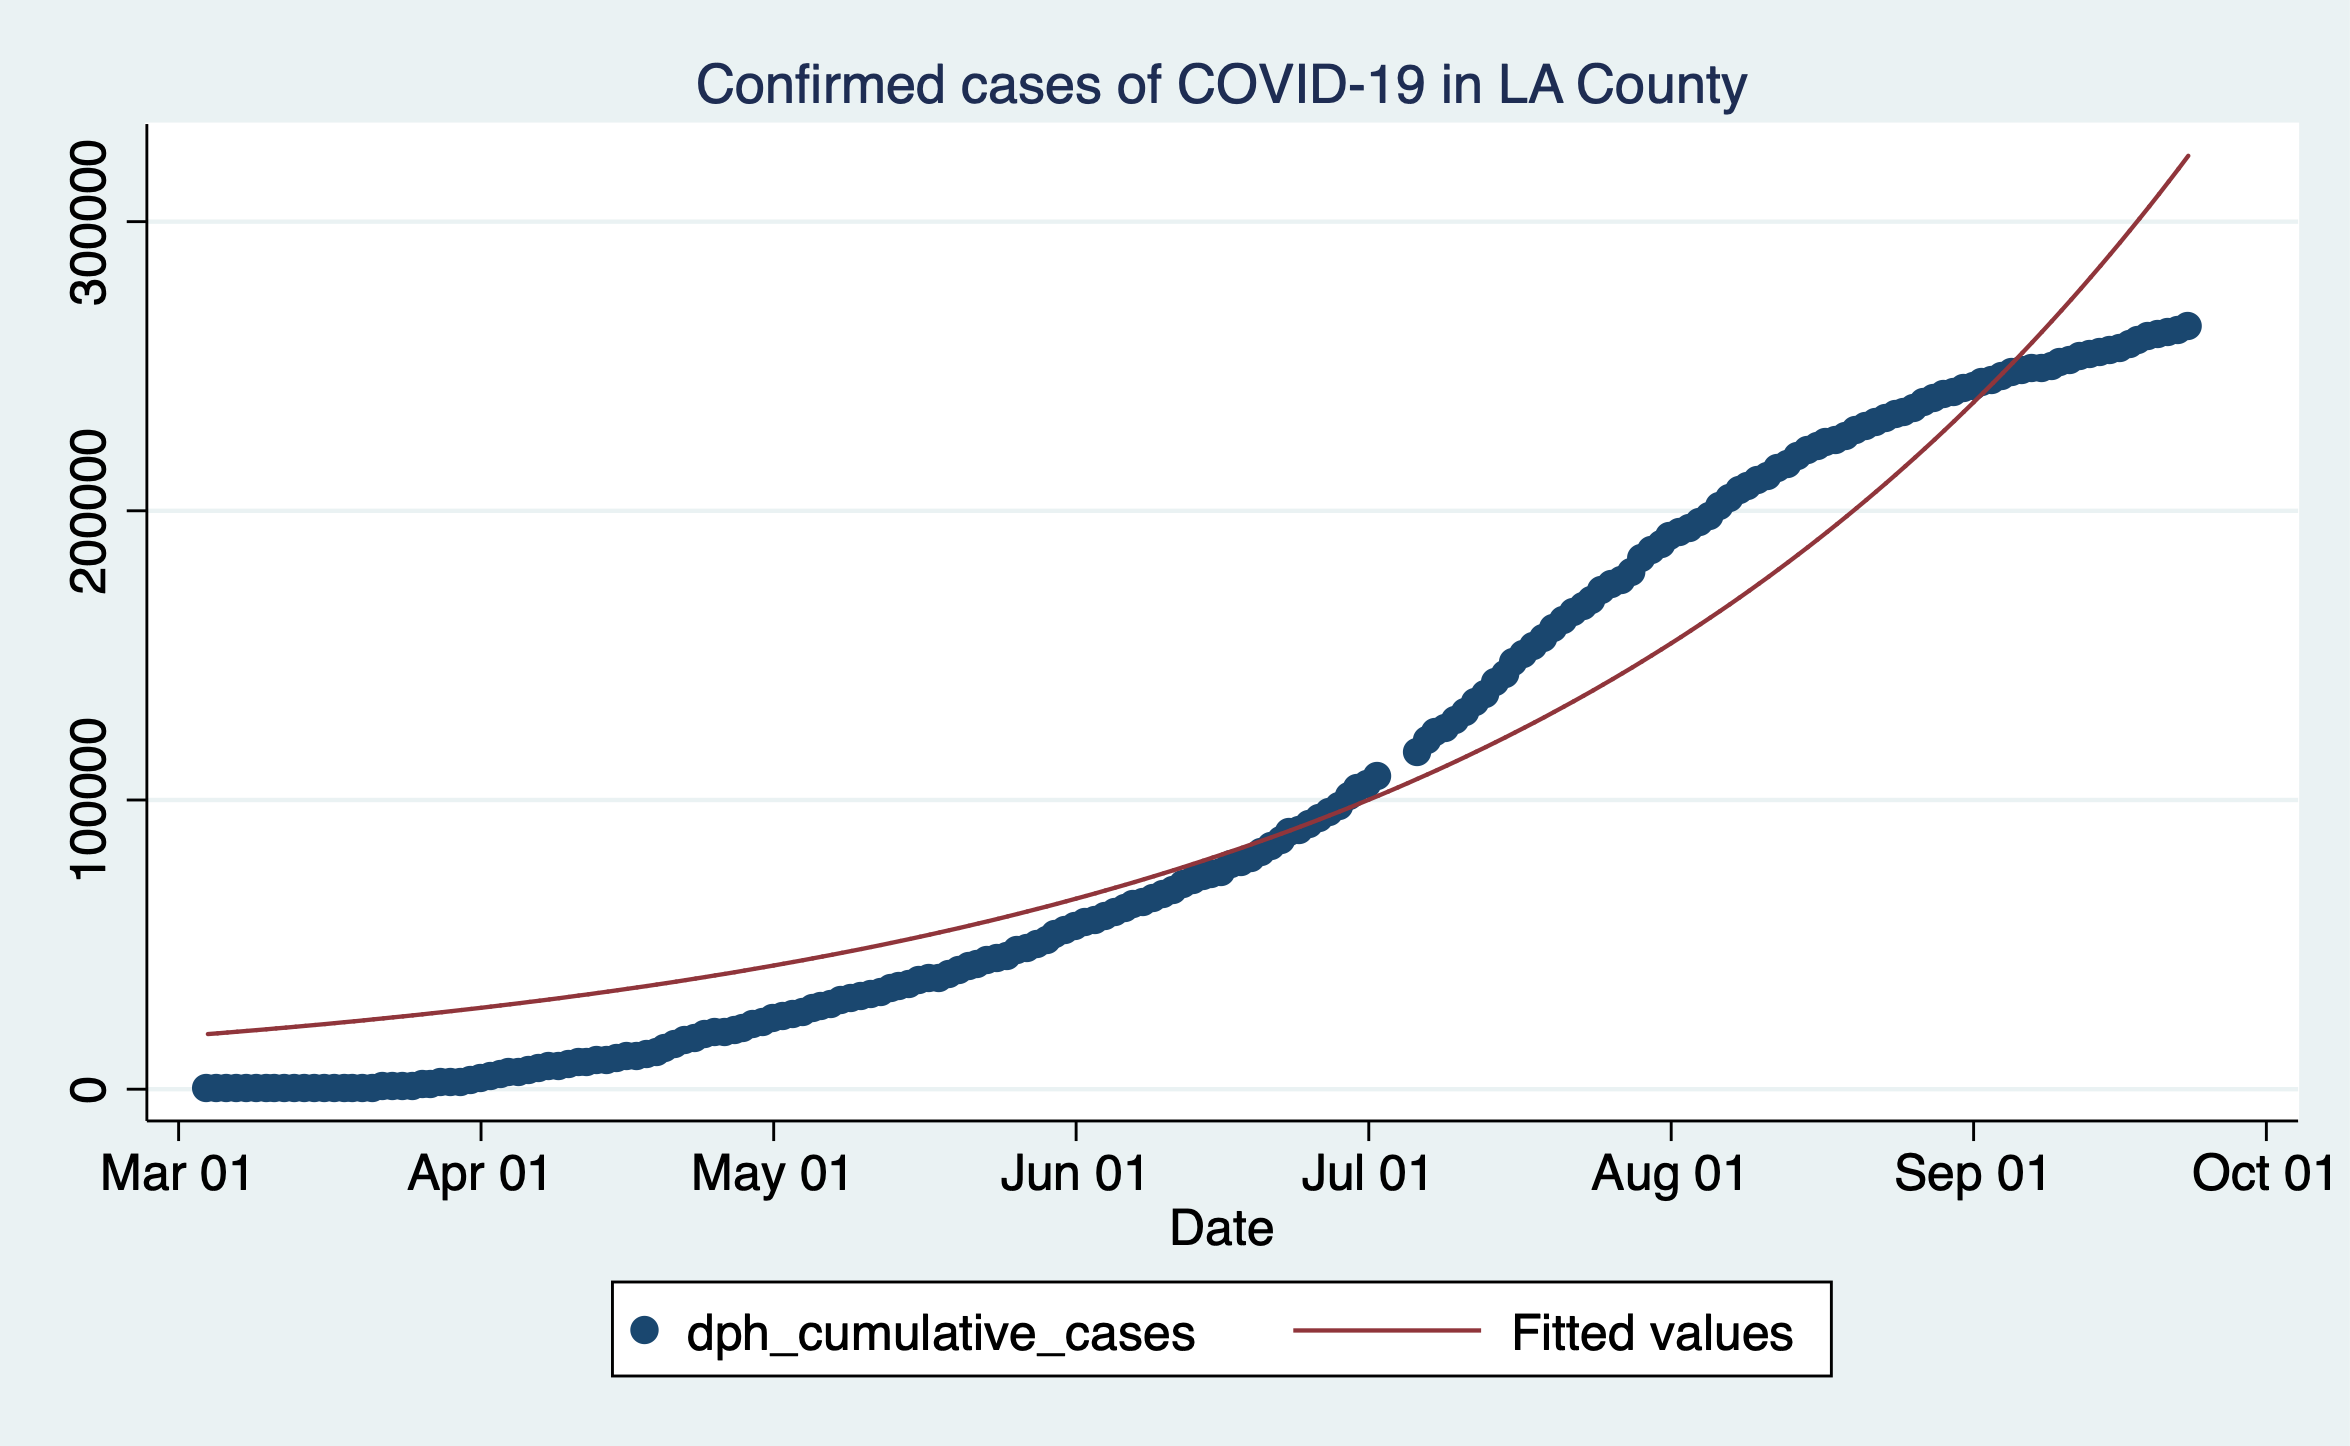 Confirmed cases of COVID-19 in LA County
300000
200000
100000
0
Mar 01 Apr 01 May 01 Jun 01 Jul 01 Aug 01 Sep 01 Oct 01
Date
dph_cumulative_cases Fitted values